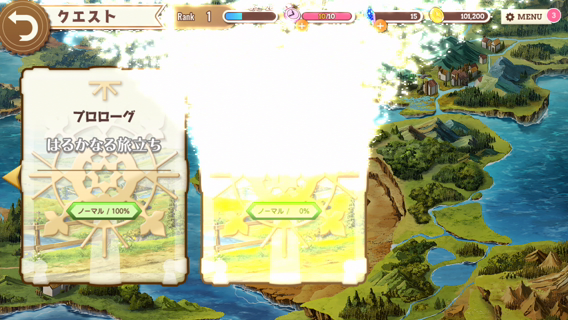 クエスト
Rank 1
10/10
15
101,200
MENU
3
プロローグ
はるかなる旅立ち
ノーマル / 100%
ノーマル / 0%